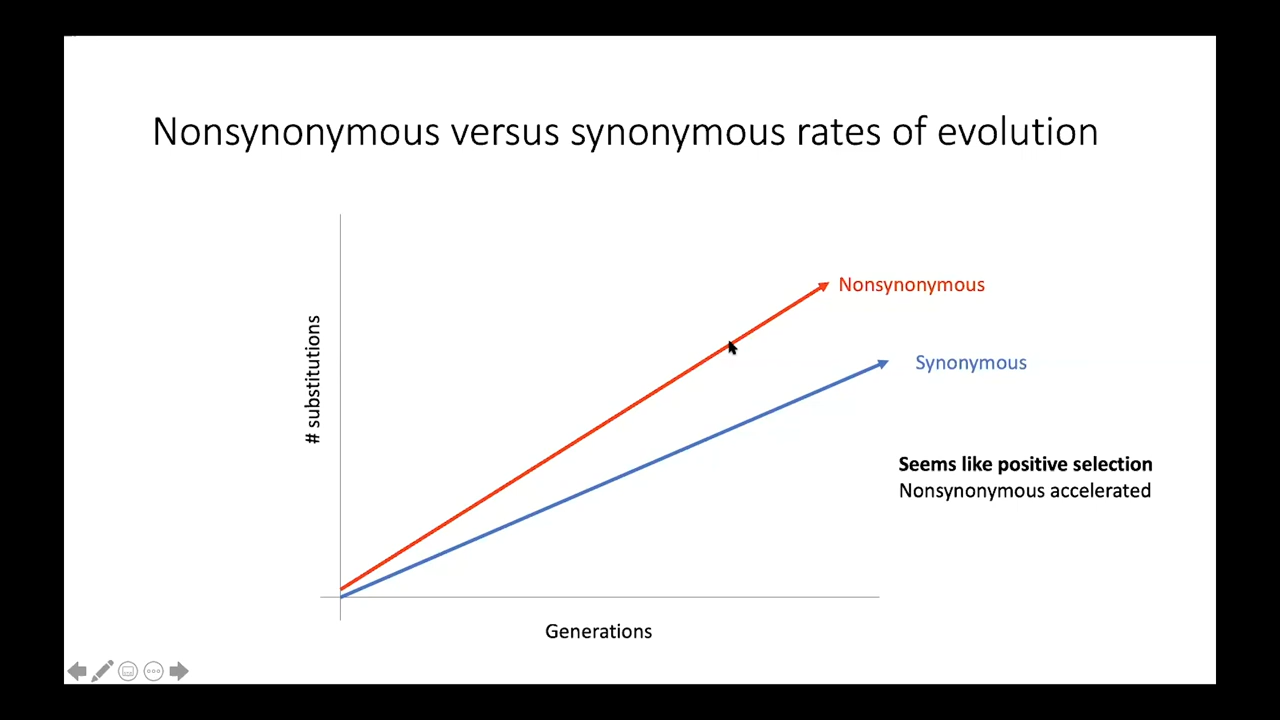 Nonsynonymous versus synonymous rates of evolution
# substitutions
Nonsynonymous
Synonymous
Seems like positive selection
Nonsynonymous accelerated
Generations